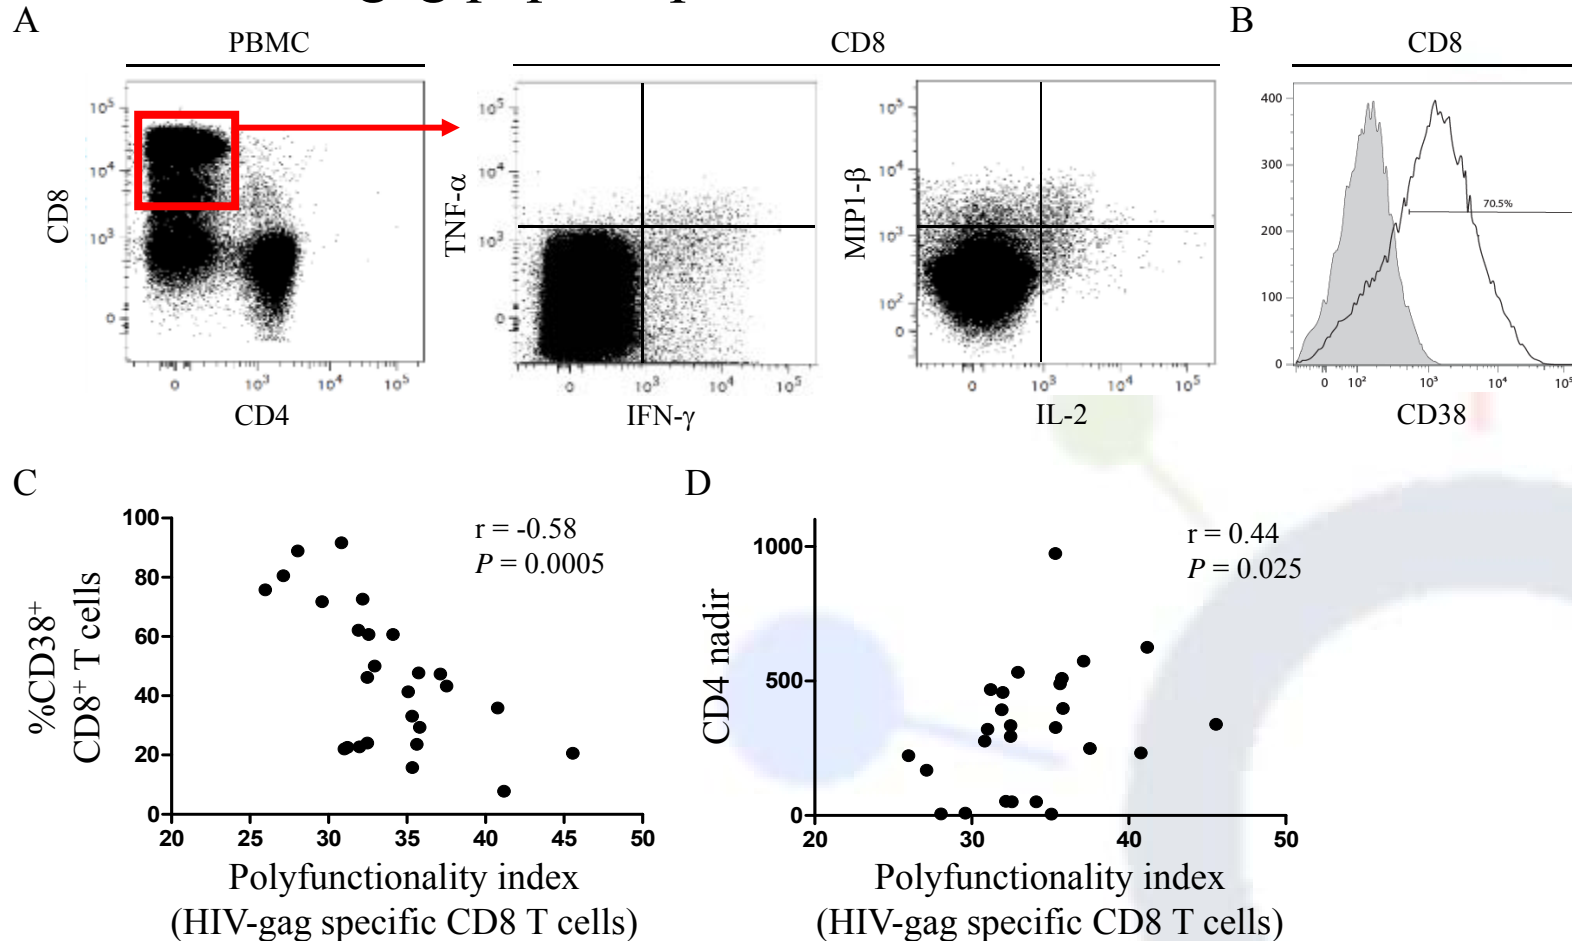 A
PBMC
CD8
B
CD8
CD8
10⁵
10⁴
10³
0
0
10³
10⁴
10⁵
CD4
TNF-α
10⁵
10⁴
10³
0
0
10³
10⁴
10⁵
IFN-γ
MIP1-β
10⁵
10⁴
10³
10²
0
0
10³
10⁴
10⁵
IL-2
400
300
200
100
0
70.5%
0
10²
10³
10⁴
10⁵
CD38
C
%CD38⁺
CD8⁺ T cells
100
80
60
40
20
0
r = -0.58
P = 0.0005
20
25
30
35
40
45
50
Polyfunctionality index
(HIV-gag specific CD8 T cells)
D
CD4 nadir
1000
500
0
r = 0.44
P = 0.025
20
30
40
50
Polyfunctionality index
(HIV-gag specific CD8 T cells)